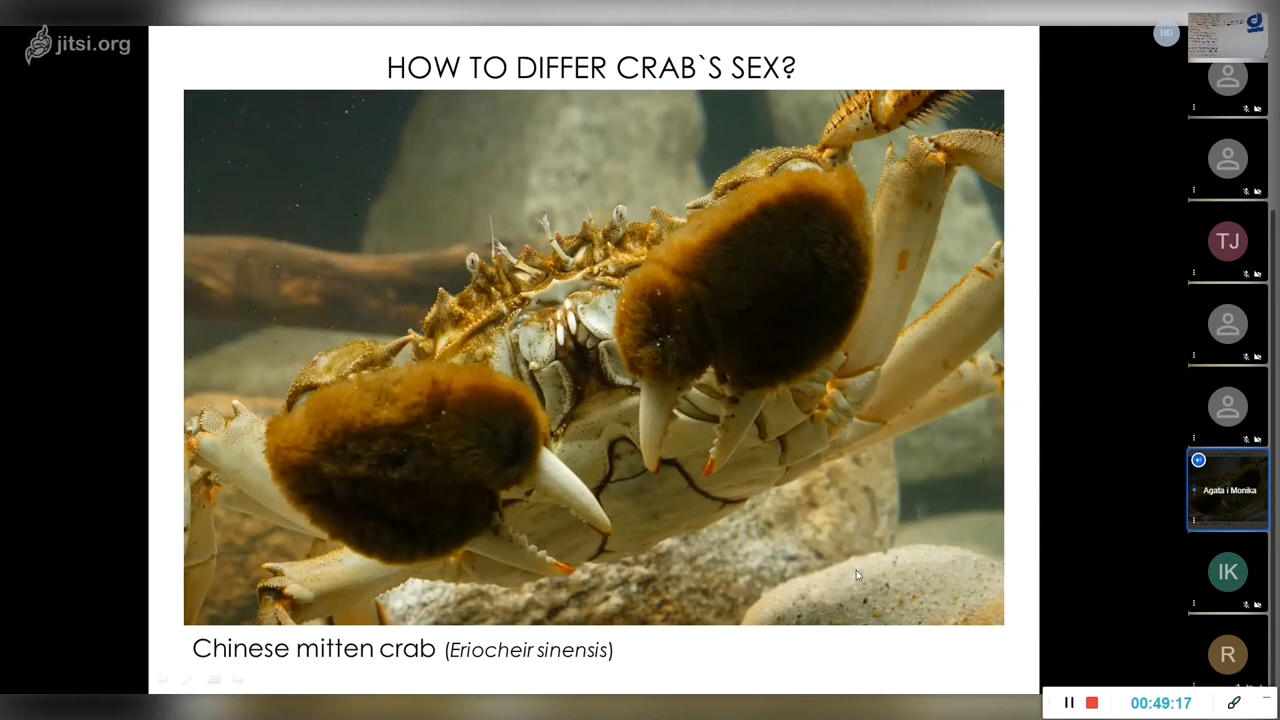 jitsi.org
HOW TO DIFFER CRAB`S SEX?
Chinese mitten crab (Eriocheir sinensis)
HD
TJ
Agata i Monika
IK
R
00:49:17